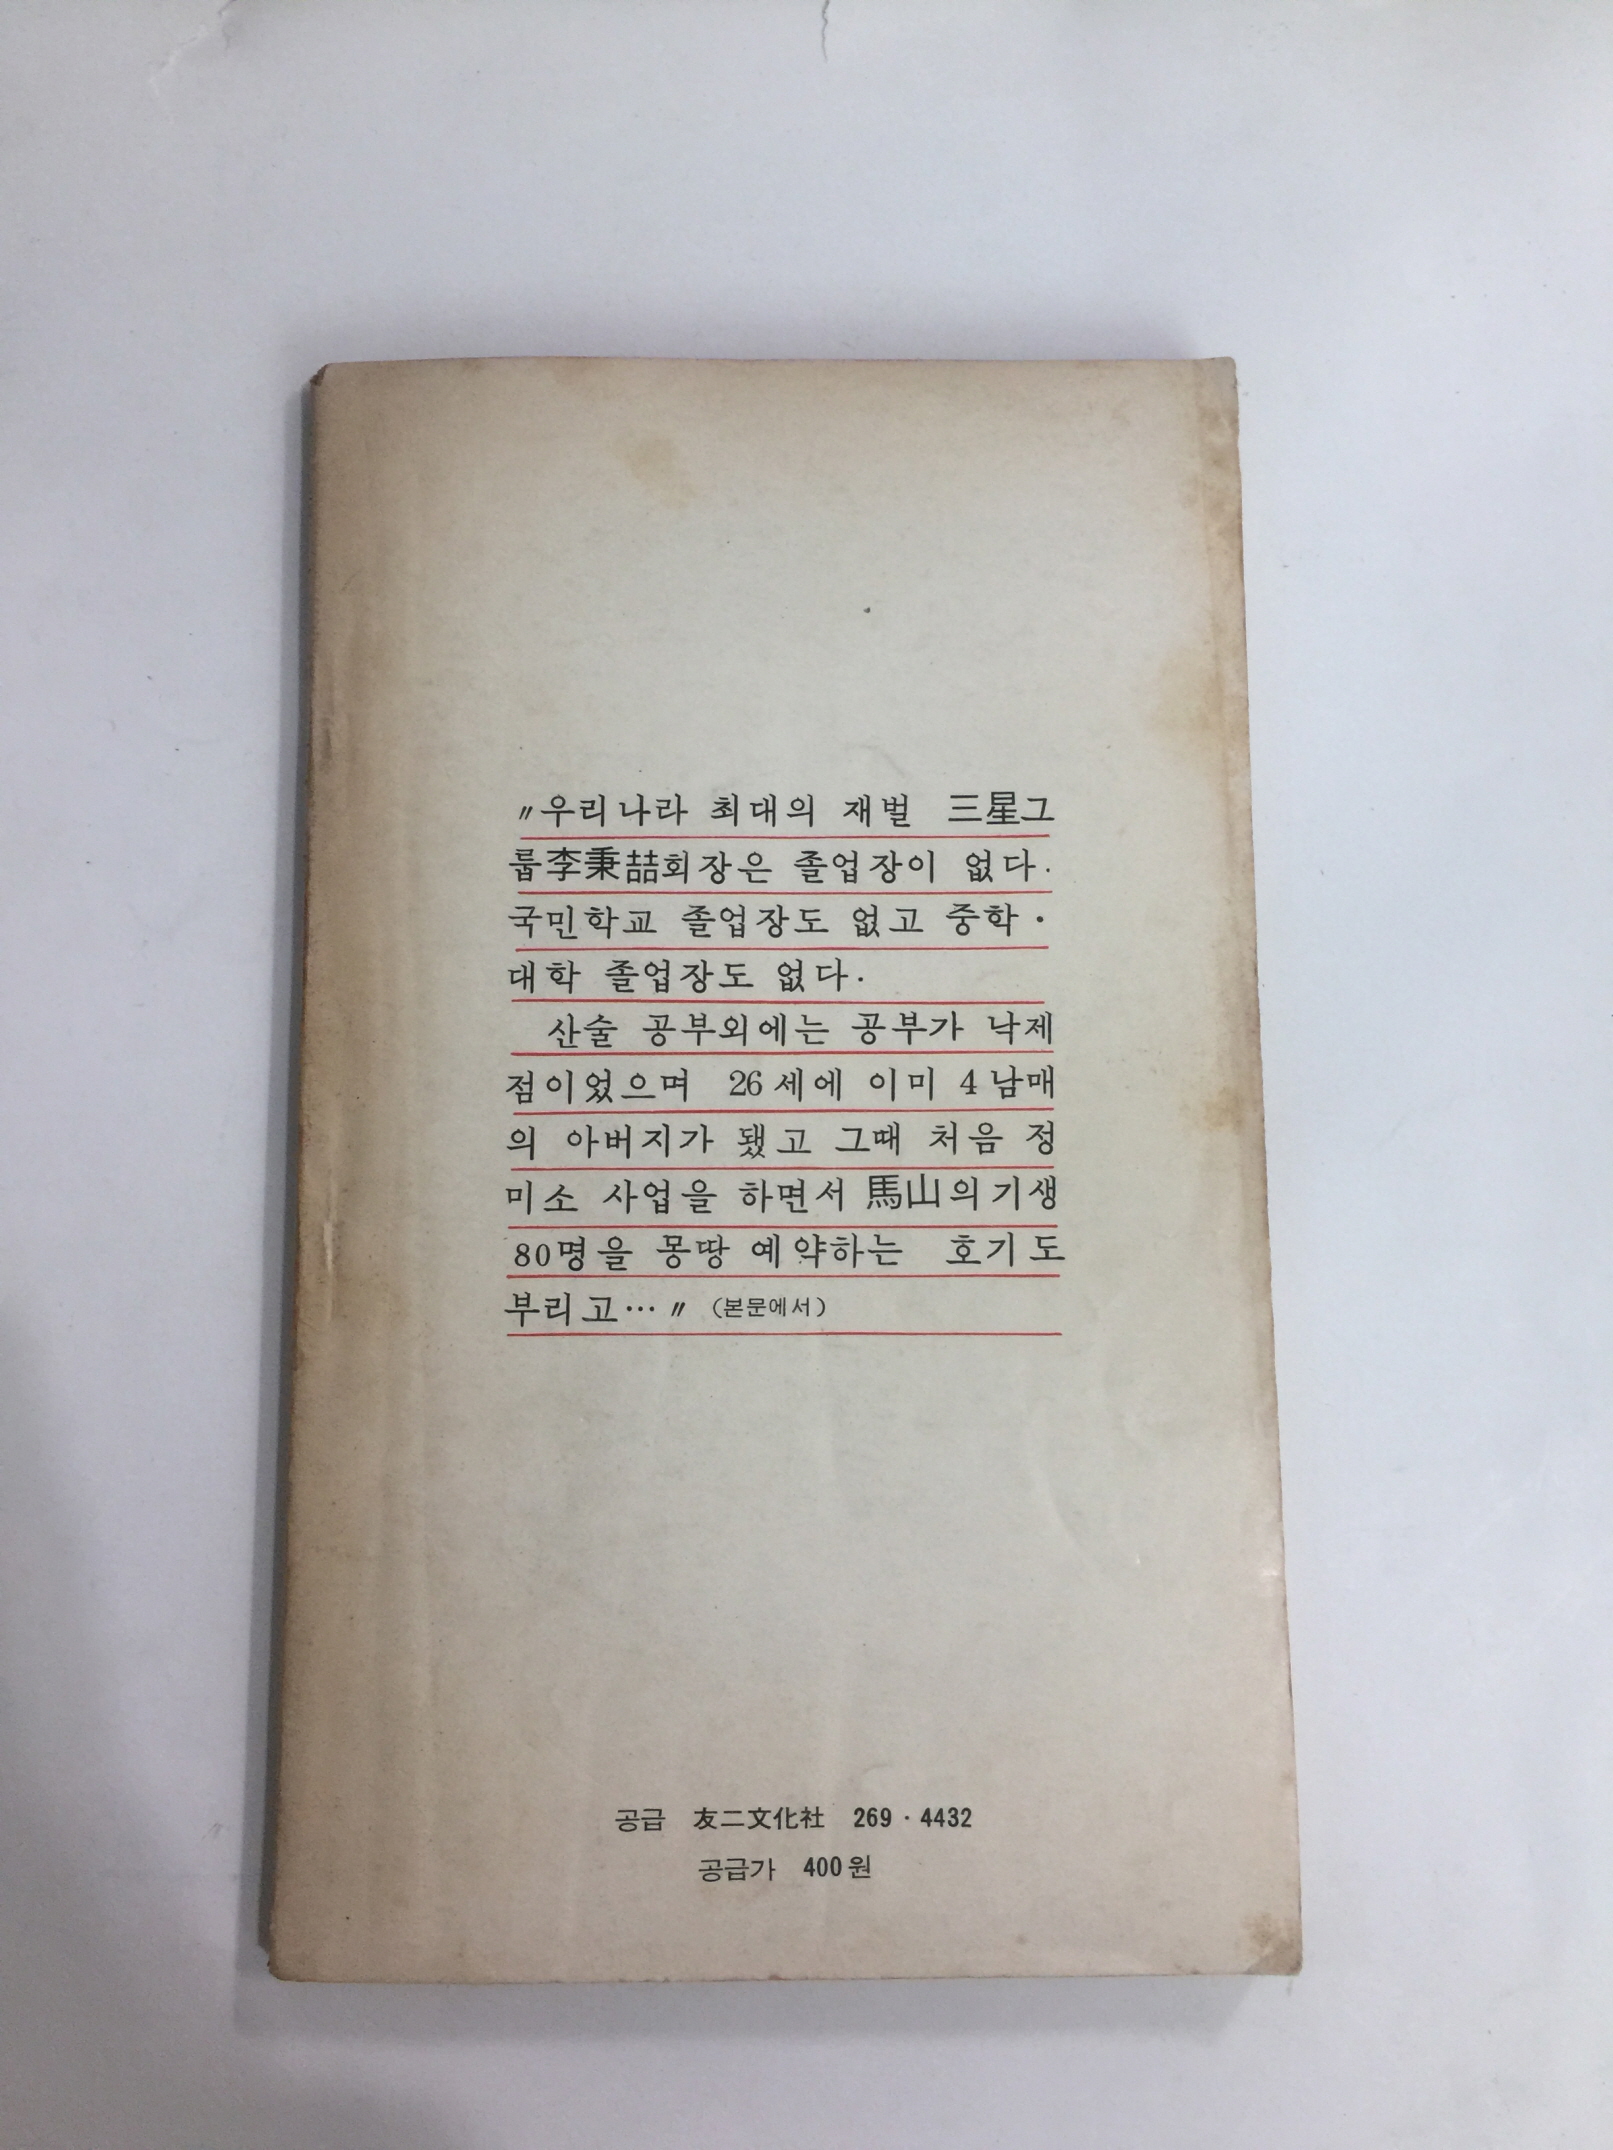 〃우리나라 최대의 재벌 三星그
룹李秉喆회장은 졸업장이 없다.
국민학교 졸업장도 없고 중학·
대학 졸업장도 없다.
산술 공부외에는 공부가 낙제
점이었으며 26세에 이미 4남매
의 아버지가 됐고 그때 처음 정
미소 사업을 하면서 馬山의 기생
80명을 몽땅 예약하는 호기도
부리고…〃 (본문에서)
공급 友二文化社 269·4432
공급가 400원